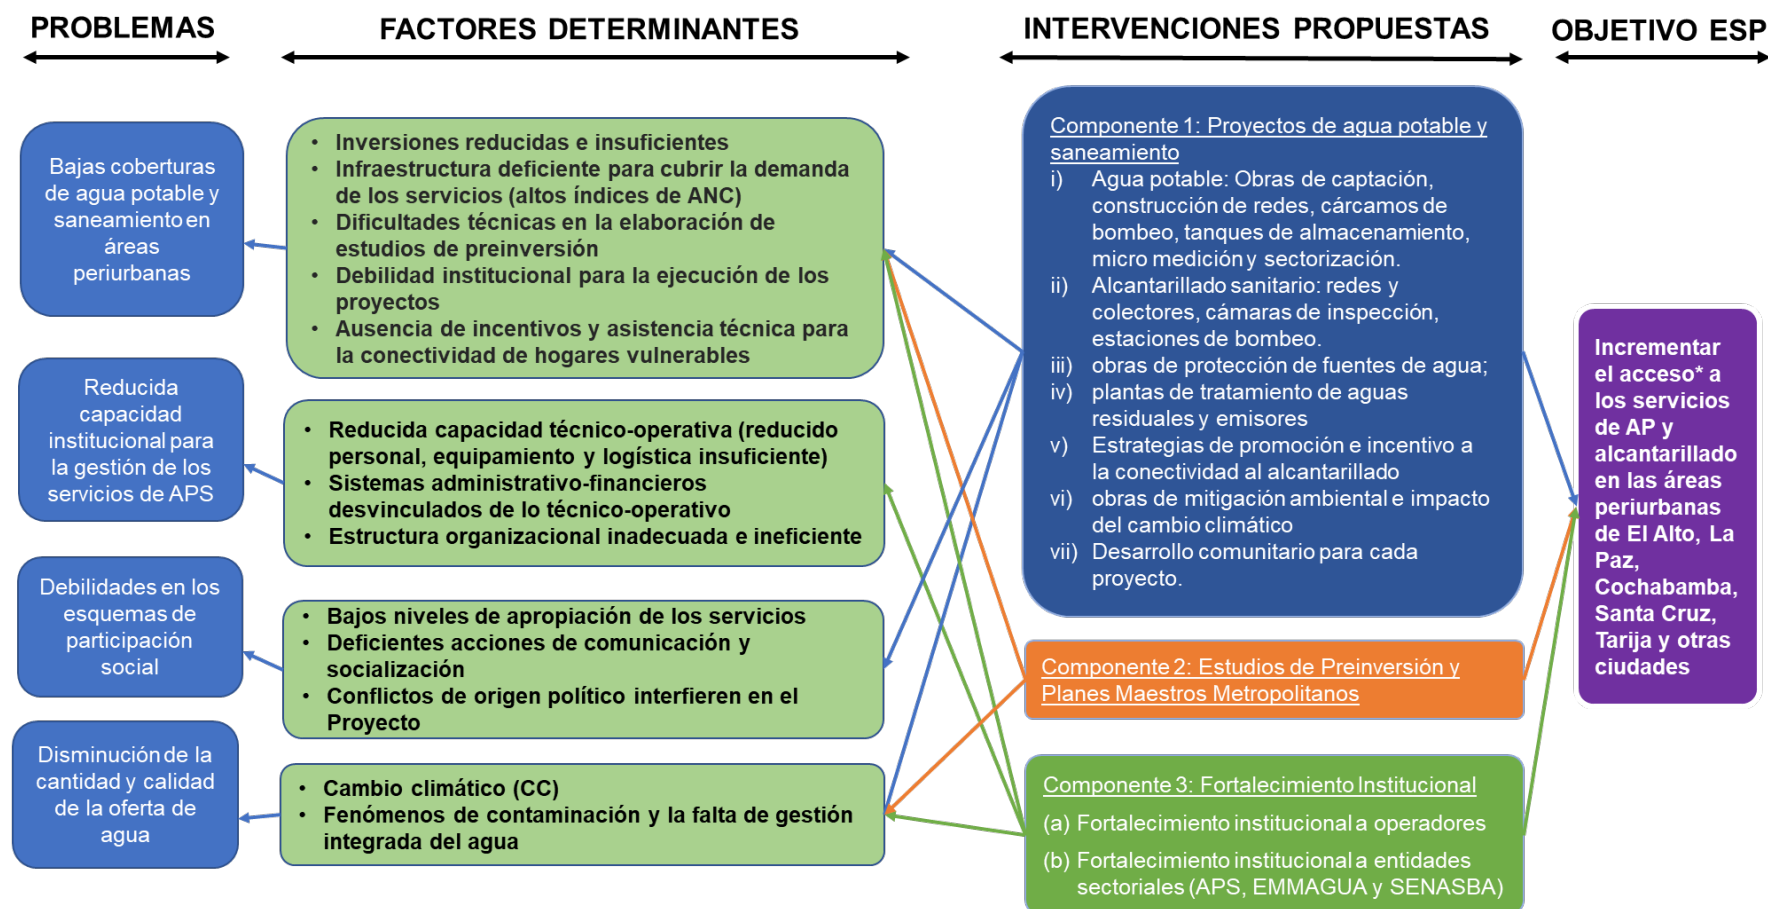 PROBLEMAS
FACTORES DETERMINANTES
INTERVENCIONES PROPUESTAS
OBJETIVO ESP
Bajas coberturas
de agua potable y
saneamiento en
áreas
periurbanas
Reducida
capacidad
institucional para
la gestión de los
servicios de APS
Debilidades en los
esquemas de
participación
social
Disminución de la
cantidad y calidad
de la oferta de
agua
• Inversiones reducidas e insuficientes
• Infraestructura deficiente para cubrir la demanda
de los servicios (altos índices de ANC)
• Dificultades técnicas en la elaboración de
estudios de preinversión
• Debilidad institucional para la ejecución de los
proyectos
• Ausencia de incentivos y asistencia técnica para
la conectividad de hogares vulnerables
• Reducida capacidad técnico-operativa (reducido
personal, equipamiento y logística insuficiente)
• Sistemas administrativo-financieros
desvinculados de lo técnico-operativo
• Estructura organizacional inadecuada e ineficiente
• Bajos niveles de apropiación de los servicios
• Deficientes acciones de comunicación y
socialización
• Conflictos de origen político interfieren en el
Proyecto
• Cambio climático (CC)
• Fenómenos de contaminación y la falta de gestión
integrada del agua
Componente 1: Proyectos de agua potable y
saneamiento
i) Agua potable: Obras de captación,
construcción de redes, cárcamos de
bombeo, tanques de almacenamiento,
micro medición y sectorización.
ii) Alcantarillado sanitario: redes y
colectores, cámaras de inspección,
estaciones de bombeo.
iii) obras de protección de fuentes de agua;
iv) plantas de tratamiento de aguas
residuales y emisores
v) Estrategias de promoción e incentivo a
la conectividad al alcantarillado
vi) obras de mitigación ambiental e impacto
del cambio climático
vii) Desarrollo comunitario para cada
proyecto.
Componente 2: Estudios de Preinversión y
Planes Maestros Metropolitanos
Componente 3: Fortalecimiento Institucional
(a) Fortalecimiento institucional a operadores
(b) Fortalecimiento institucional a entidades
sectoriales (APS, EMMAGUA y SENASBA)
Incrementar
el acceso* a
los servicios
de AP y
alcantarillado
en las áreas
periurbanas
de El Alto, La
Paz,
Cochabamba,
Santa Cruz,
Tarija y otras
ciudades